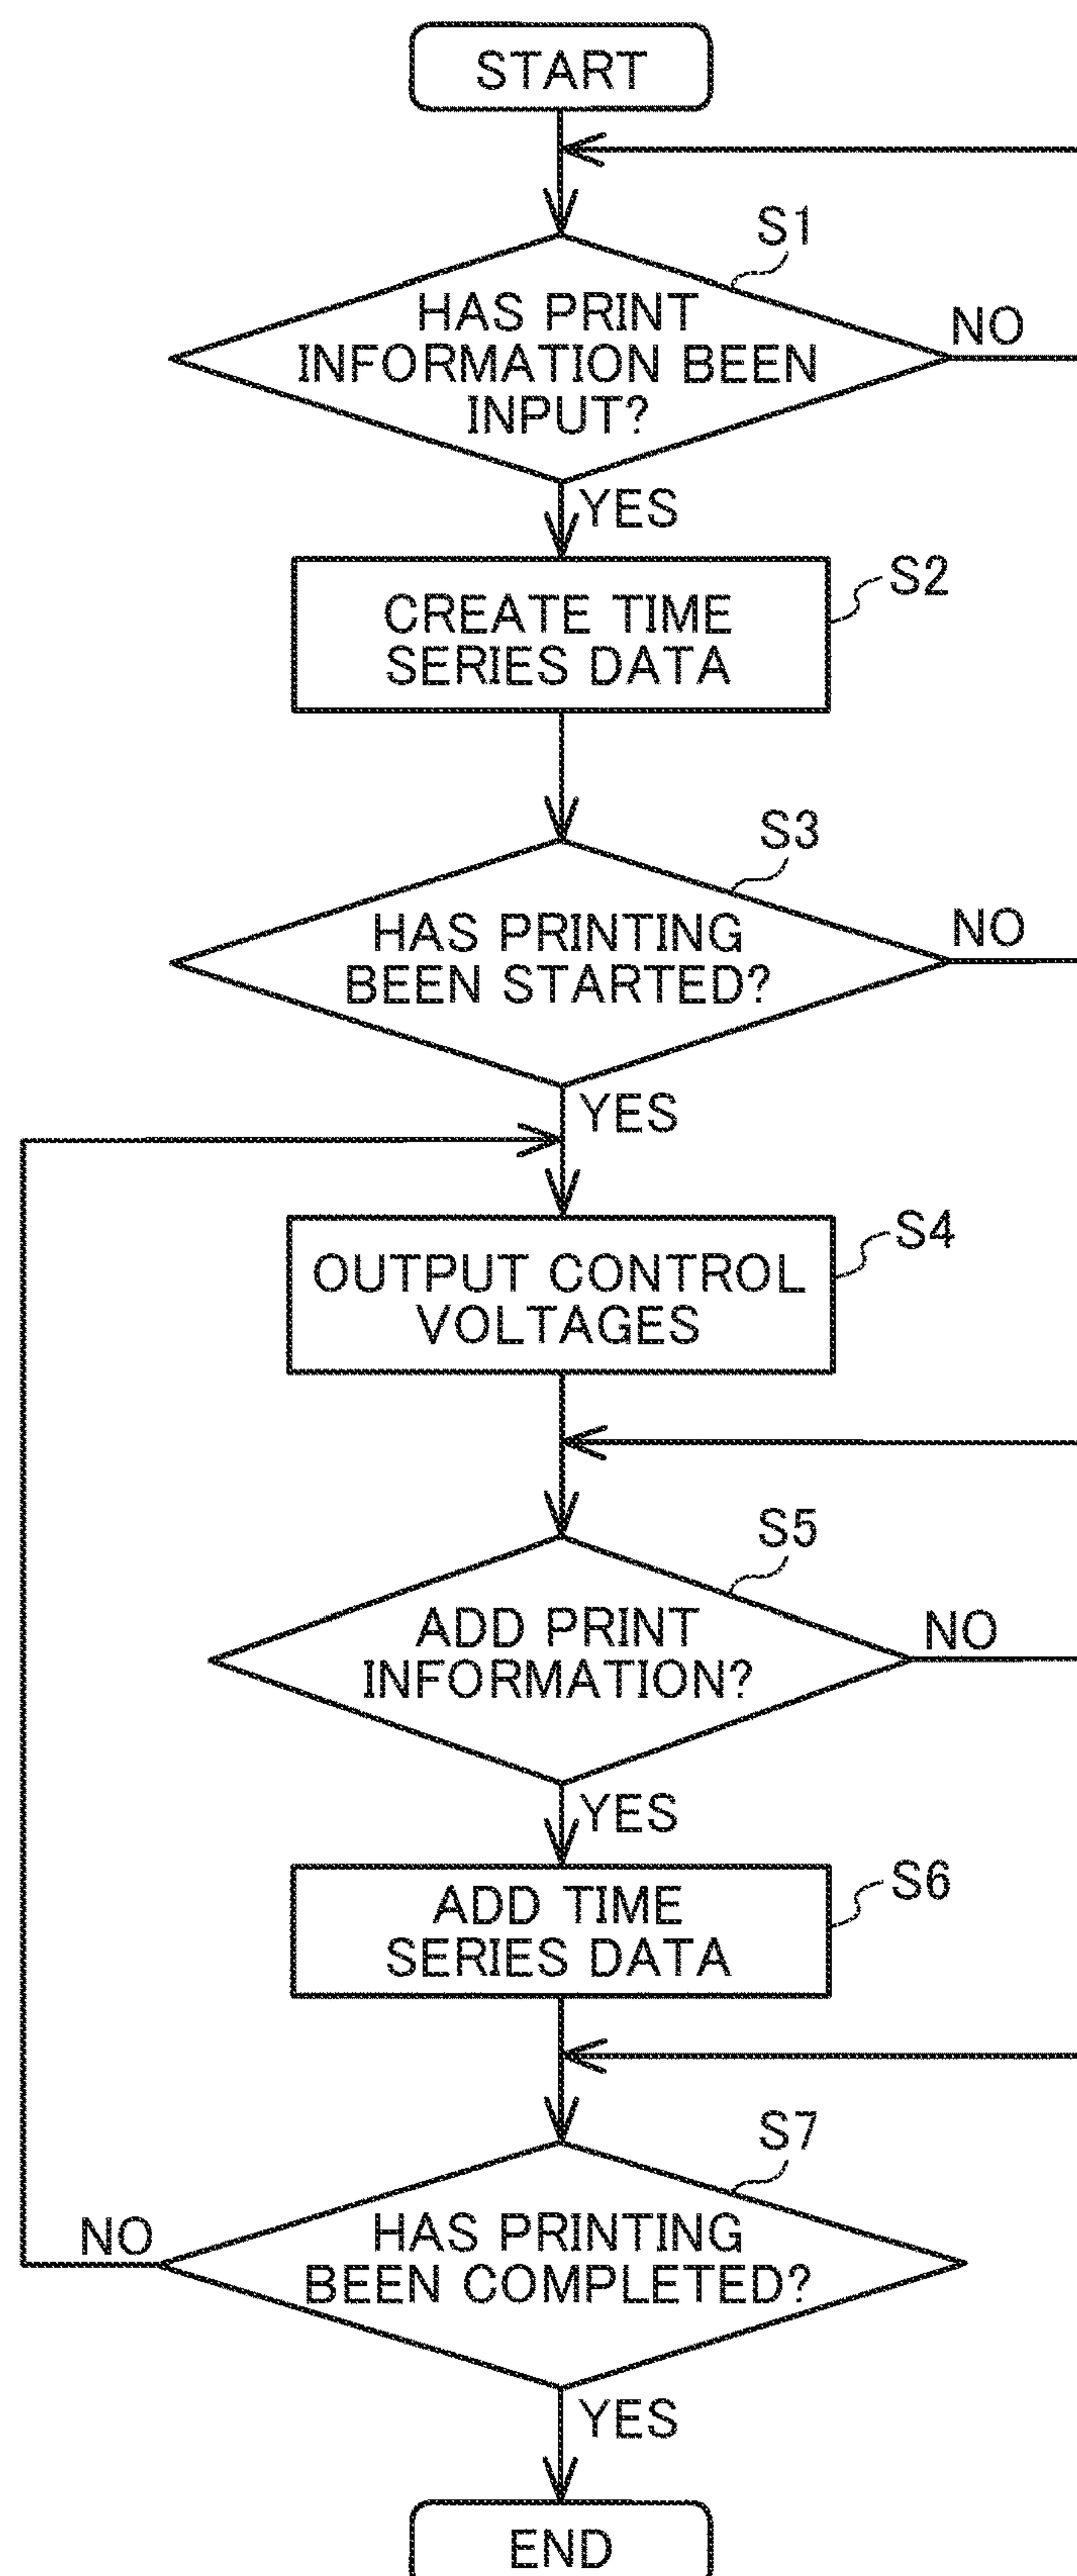 START
S1
HAS PRINT
INFORMATION BEEN
INPUT?
NO
YES
S2
CREATE TIME
SERIES DATA
S3
HAS PRINTING
BEEN STARTED?
NO
YES
S4
OUTPUT CONTROL
VOLTAGES
S5
ADD PRINT
INFORMATION?
NO
YES
S6
ADD TIME
SERIES DATA
S7
HAS PRINTING
BEEN COMPLETED?
NO
YES
END